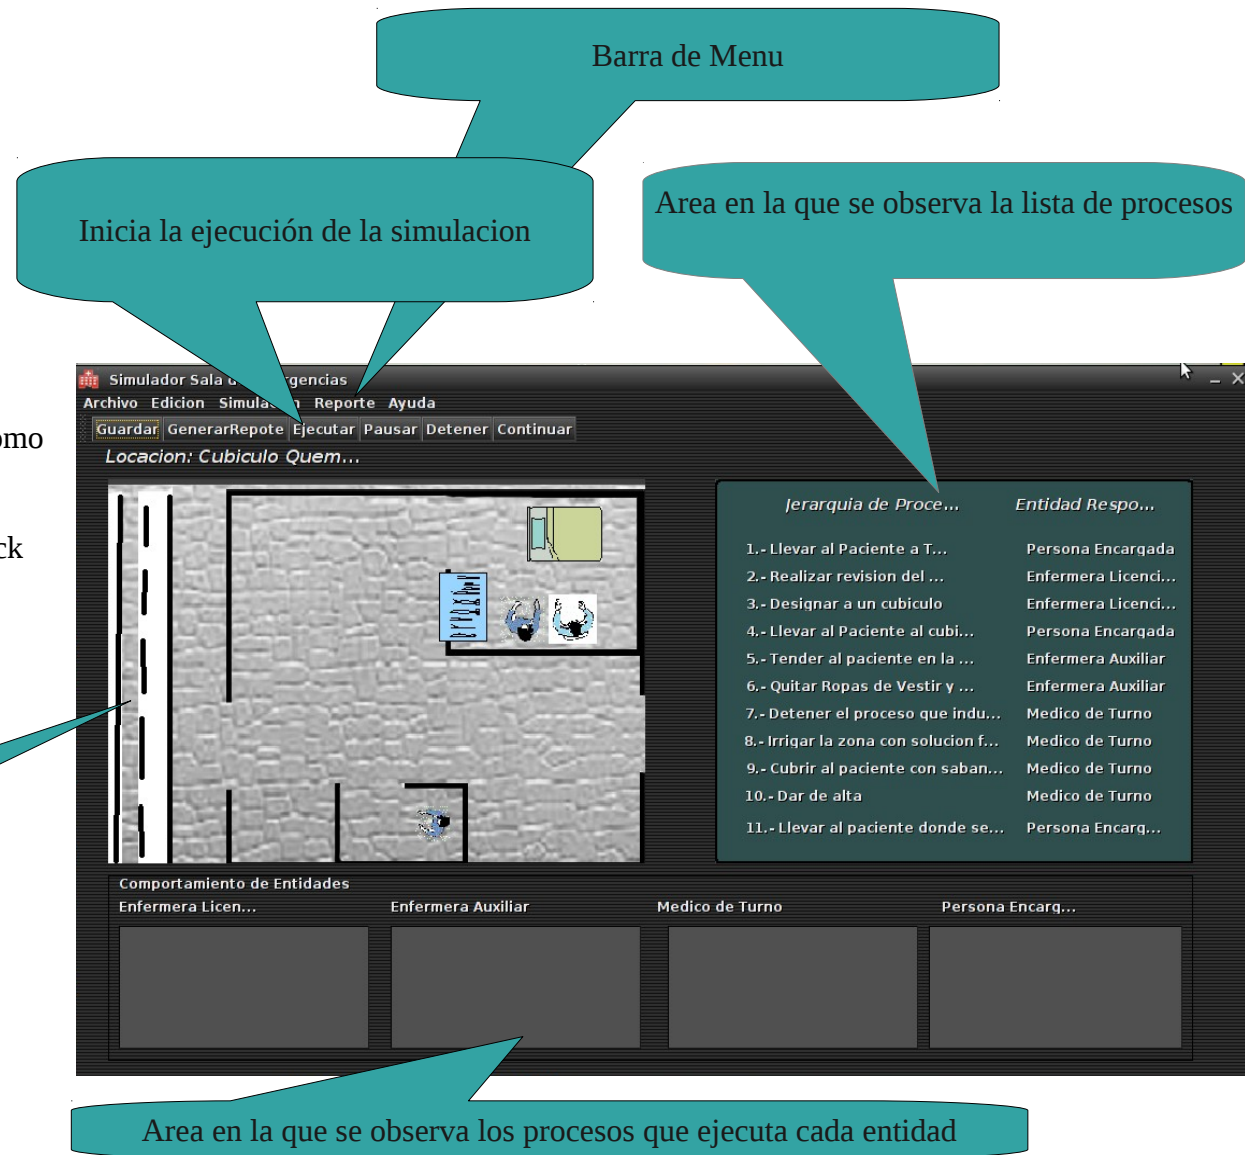 Barra de Menu
Inicia la ejecución de la simulacion
Area en la que se observa la lista de procesos
Simulador Sala d rgencias
Archivo Edicion Simulacion Reporte Ayuda
omo
Guardar GenerarRepote Ejecutar Pausar Detener Continuar
Locacion: Cubiculo Quem...
ck
Jerarquia de Proce... Entidad Respo...
1.- Llevar al Paciente a T... Persona Encargada
2.- Realizar revision del ... Enfermera Licenci...
3.- Designar a un cubiculo Enfermera Licenci...
4.- Llevar al Paciente al cubi... Persona Encargada
5.- Tender al paciente en la ... Enfermera Auxiliar
6.- Quitar Ropas de Vestir y ... Enfermera Auxiliar
7.- Detener el proceso que indu... Medico de Turno
8.- Irrigar la zona con solucion f... Medico de Turno
9.- Cubrir al paciente con saban... Medico de Turno
10.- Dar de alta Medico de Turno
11.- Llevar al paciente donde se... Persona Encarg...
Comportamiento de Entidades
Enfermera Licen... Enfermera Auxiliar Medico de Turno Persona Encarg...
Area en la que se observa los procesos que ejecuta cada entidad